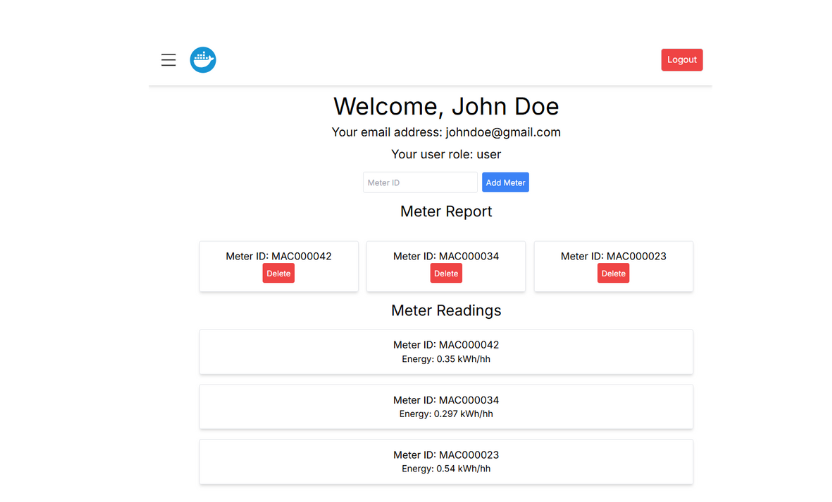 Logout
Welcome, John Doe
Your email address: johndoe@gmail.com
Your user role: user
Meter ID
Add Meter
Meter Report
Meter ID: MAC000042
Delete
Meter ID: MAC000034
Delete
Meter ID: MAC000023
Delete
Meter Readings
Meter ID: MAC000042
Energy: 0.35 kWh/hh
Meter ID: MAC000034
Energy: 0.297 kWh/hh
Meter ID: MAC000023
Energy: 0.54 kWh/hh